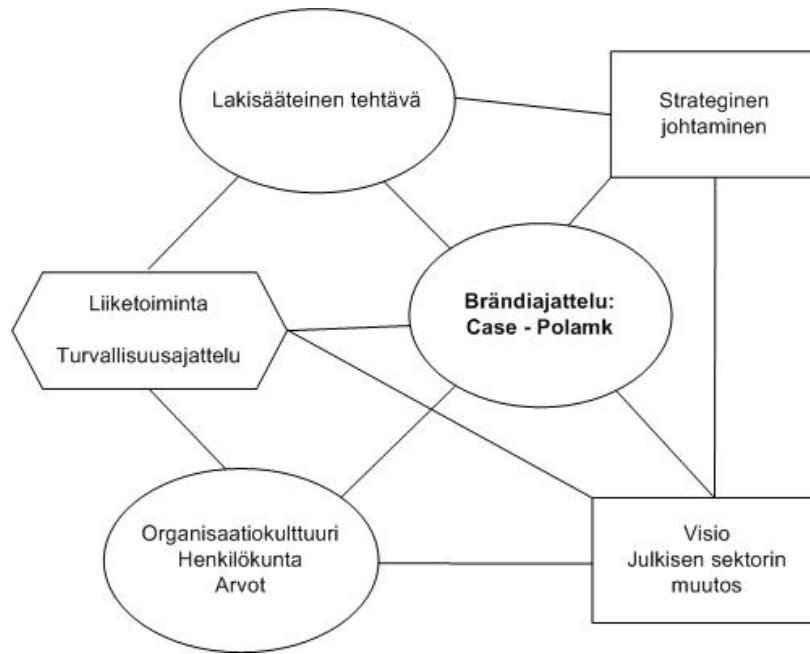 Lakisääteinen tehtävä
Strateginen
johtaminen
Liiketoiminta
Turvallisuusajattelu
Brändiajattelu:
Case - Polamk
Organisaatiokulttuuri
Henkilökunta
Arvot
Visio
Julkisen sektorin
muutos